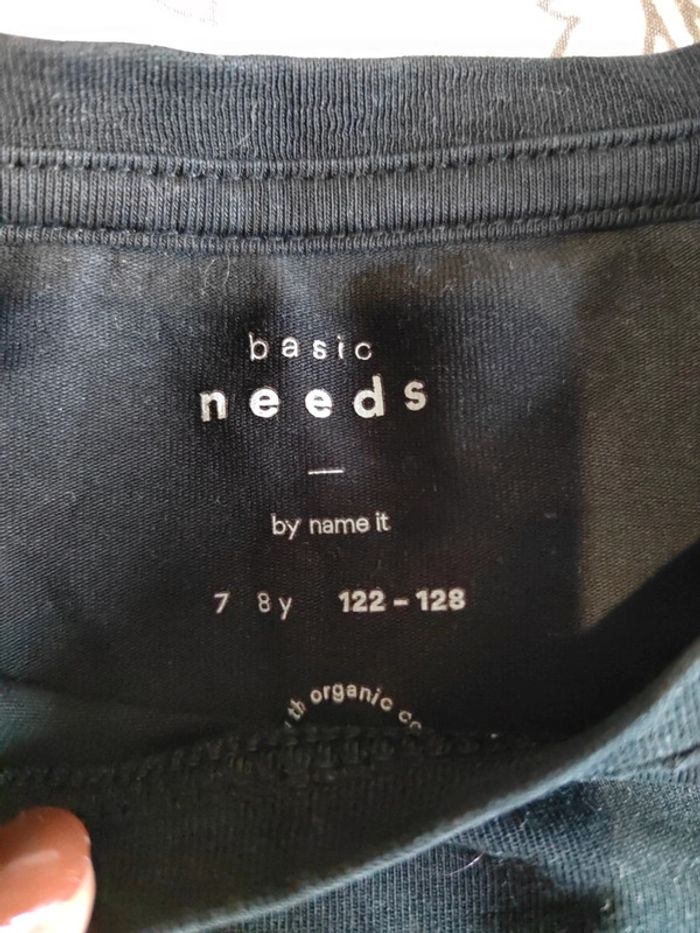 basic
needs
by name it
7 8y 122 – 128
organic